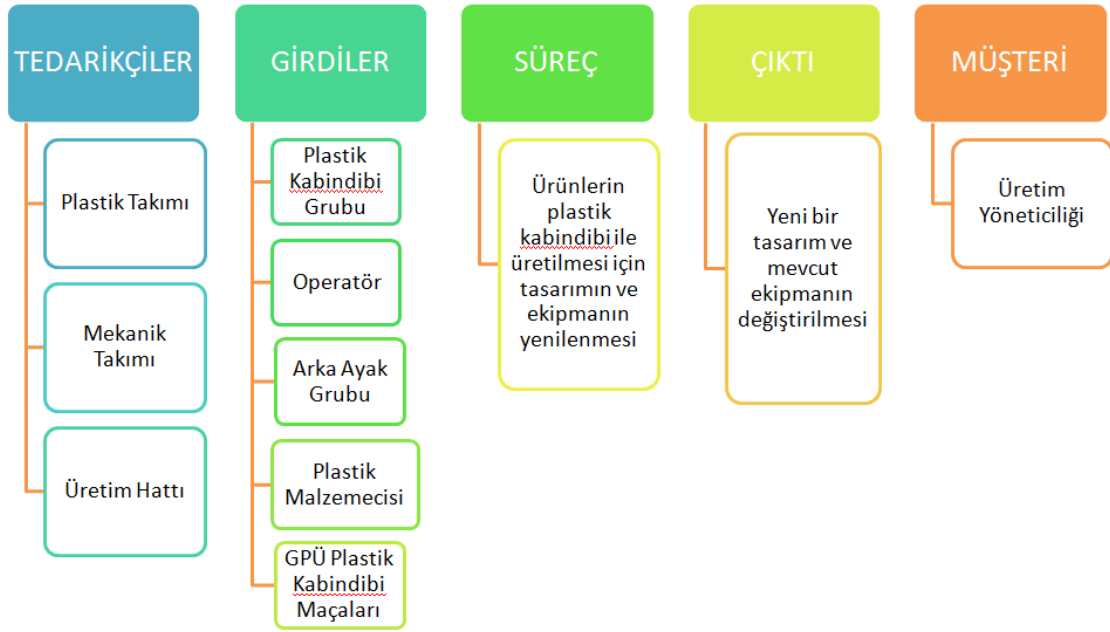 TEDARİKÇİLER
Plastik Takımı
Mekanik
Takımı
Üretim Hattı
GİRDİLER
Plastik
Kabindibi
Grubu
Operatör
Arka Ayak
Grubu
Plastik
Malzemecisi
GPÜ Plastik
Kabindibi
Maçaları
SÜREÇ
Ürünlerin
plastik
kabindibi ile
üretilmesi için
tasarımın ve
ekipmanın
yenilenmesi
ÇIKTI
Yeni bir
tasarım ve
mevcut
ekipmanın
değiştirilmesi
MÜŞTERİ
Üretim
Yöneticiliği